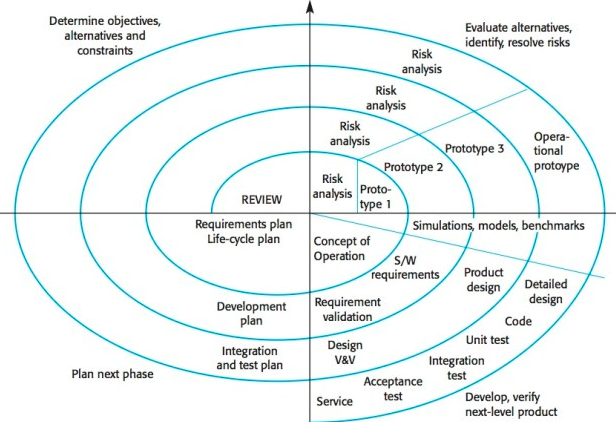 Determine objectives,
alternatives and
constraints
Evaluate alternatives,
identify, resolve risks
Risk
analysis
Risk
analysis
Risk
analysis
Risk
analysis
Proto-
type 1
Prototype 2
Prototype 3
Opera-
tional
protoype
REVIEW
Requirements plan
Life-cycle plan
Simulations, models, benchmarks
Concept of
Operation
S/W
requirements
Product
design
Detailed
design
Development
plan
Requirement
validation
Code
Unit test
Integration
and test plan
Design
V&V
Integration
test
Plan next phase
Acceptance
test
Service
Develop, verify
next-level product